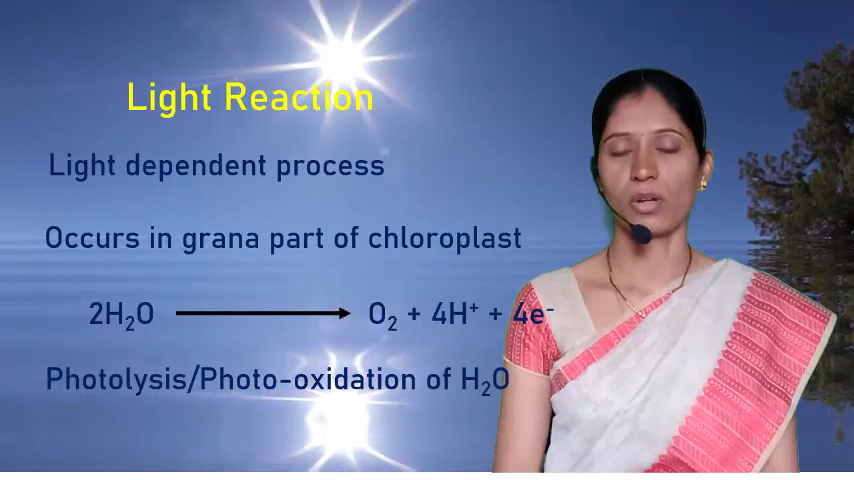 Light Reaction
Light dependent process
Occurs in grana part of chloroplast
2H₂O ⟶ O₂ + 4H⁺ + 4e⁻
Photolysis/Photo-oxidation of H₂O